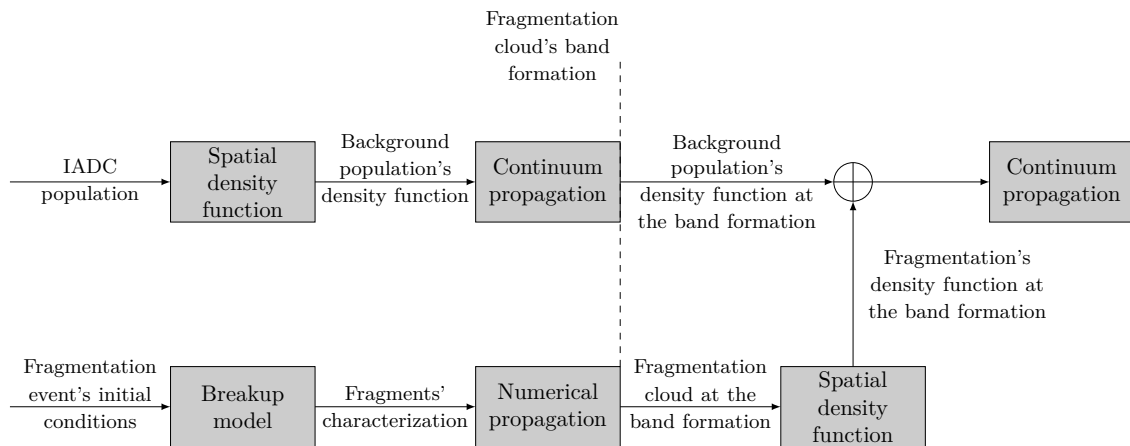 Fragmentation
cloud's band
formation
IADC
population
Spatial
density
function
Background
population's
density function
Continuum
propagation
Background
population's
density function at
the band formation
Continuum
propagation
Fragmentation's
density function at
the band formation
Fragmentation
event's initial
conditions
Breakup
model
Fragments'
characterization
Numerical
propagation
Fragmentation
cloud at the
band formation
Spatial
density
function